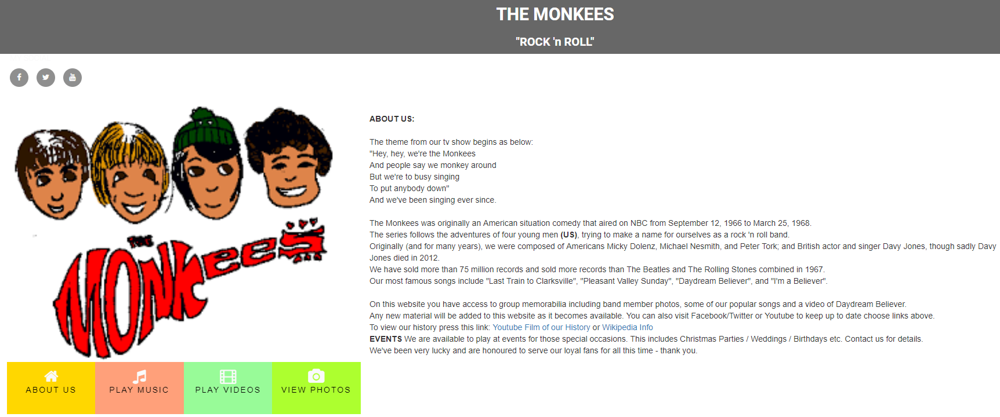 THE MONKEES
"ROCK 'n ROLL"
THE
MONKEES
ABOUT US:
The theme from our tv show begins as below:
"Hey, hey, we're the Monkees
And people say we monkey around
But we're to busy singing
To put anybody down"
And we've been singing ever since.
The Monkees was originally an American situation comedy that aired on NBC from September 12, 1966 to March 25, 1968.
The series follows the adventures of four young men (US), trying to make a name for ourselves as a rock 'n roll band.
Originally (and for many years), we were composed of Americans Micky Dolenz, Michael Nesmith, and Peter Tork; and British actor and singer Davy Jones, though sadly Davy
Jones died in 2012.
We have sold more than 75 million records and sold more records than The Beatles and The Rolling Stones combined in 1967.
Our most famous songs include "Last Train to Clarksville", "Pleasant Valley Sunday", "Daydream Believer", and "I'm a Believer".
On this website you have access to group memorabilia including band member photos, some of our popular songs and a video of Daydream Believer.
Any new material will be added to this website as it becomes available. You can also visit Facebook/Twitter or Youtube to keep up to date choose links above.
To view our history press this link: Youtube Film of our History or Wikipedia Info
EVENTS We are available to play at events for those special occasions. This includes Christmas Parties / Weddings / Birthdays etc. Contact us for details.
We've been very lucky and are honoured to serve our loyal fans for all this time - thank you.
ABOUT US
PLAY MUSIC
PLAY VIDEOS
VIEW PHOTOS